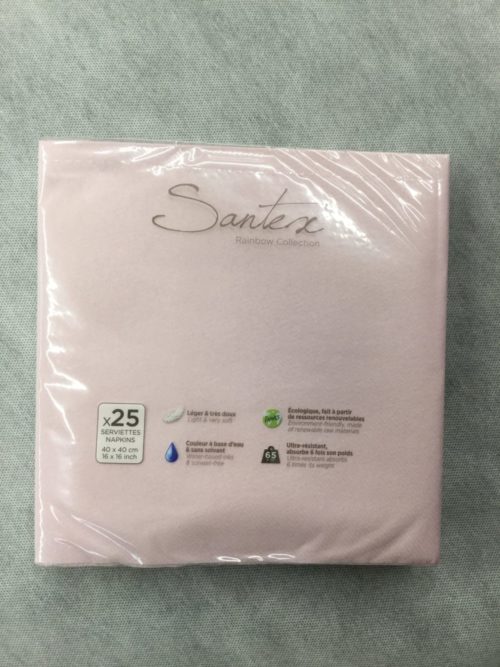 Santex
Rainbow Collection
x25
SERVIETTES
NAPKINS
40 x 40 cm
16 x 16 inch
Léger & très doux
Light & very soft
Couleur à base d'eau
& sans solvant
Water-based inks
& solvent-free
Écologique, fait à partir
de ressources renouvelables
Environment-friendly, made
of renewable raw materials
65
Ultra-résistant,
absorbe 6 fois son poids
Ultra-resistant absorbs
6 times its weight